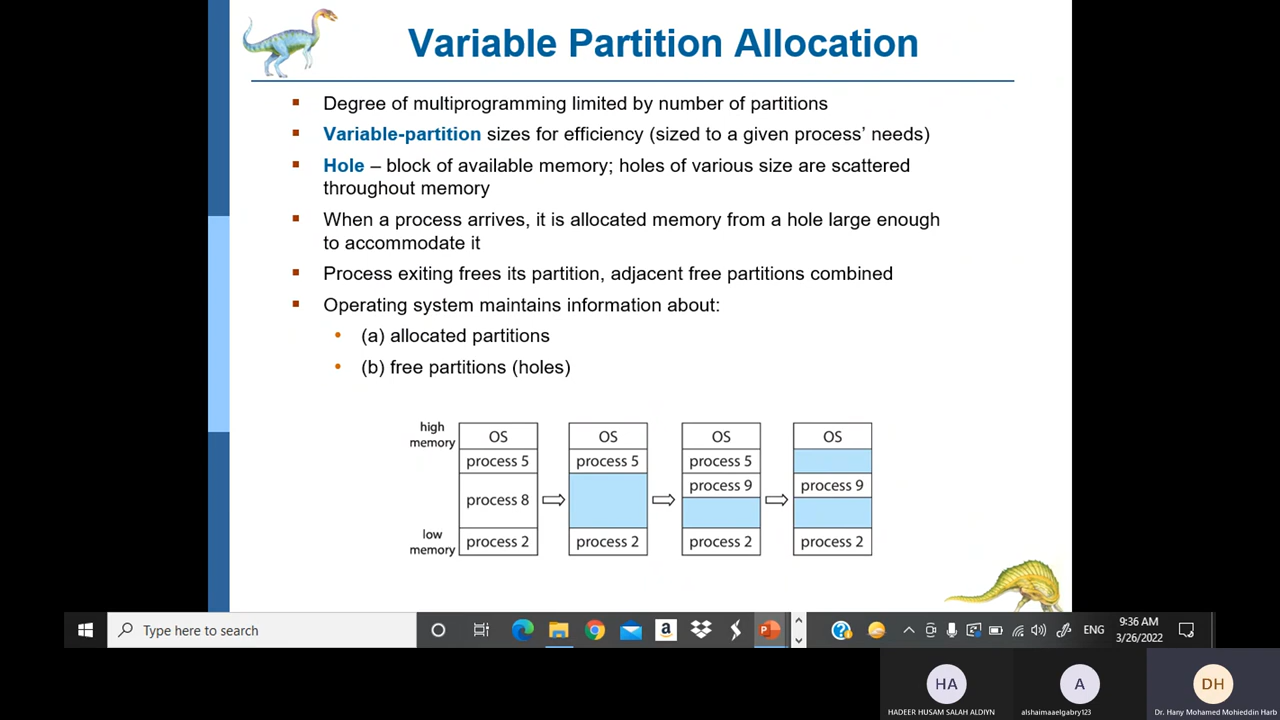 Variable Partition Allocation
Degree of multiprogramming limited by number of partitions
Variable-partition sizes for efficiency (sized to a given process' needs)
Hole – block of available memory; holes of various size are scattered
throughout memory
When a process arrives, it is allocated memory from a hole large enough
to accommodate it
Process exiting frees its partition, adjacent free partitions combined
Operating system maintains information about:
(a) allocated partitions
(b) free partitions (holes)
high
memory
OS
process 5
process 8
low
memory
process 2
OS
process 5
process 2
OS
process 5
process 9
process 2
OS
process 9
process 2
Type here to search
ENG
9:36 AM
3/26/2022
HA
HADEER HUSAM SALAH ALDIYN
A
alshaimaaelgabry123
DH
Dr. Hany Mohamed Mohieddin Harb